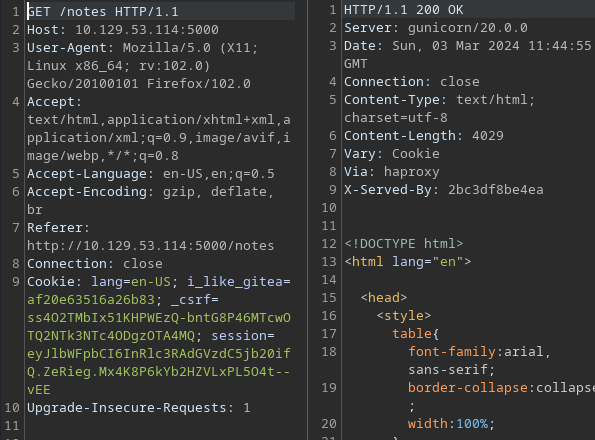 1 GET /notes HTTP/1.1
2 Host: 10.129.53.114:5000
3 User-Agent: Mozilla/5.0 (X11;
Linux x86_64; rv:102.0)
Gecko/20100101 Firefox/102.0
4 Accept:
text/html,application/xhtml+xml,a
pplication/xml;q=0.9,image/avif,i
mage/webp,*/*;q=0.8
5 Accept-Language: en-US,en;q=0.5
6 Accept-Encoding: gzip, deflate,
br
7 Referer:
http://10.129.53.114:5000/notes
8 Connection: close
9 Cookie: lang=en-US; i_like_gitea=
af20e63516a26b83; _csrf=
ss4O2TMbIx51KHPWEzQ-bntG8P46MTcwO
TQ2NTk3NTc4ODgzOTA4MQ; session=
eyJlbWFpbCI6InRlc3RAdGVzdC5jb20if
Q.ZeRieg.Mx4K8P6kYb2HZVLxPL5O4t--
vEE
10 Upgrade-Insecure-Requests: 1
11
1 HTTP/1.1 200 OK
2 Server: gunicorn/20.0.0
3 Date: Sun, 03 Mar 2024 11:44:55
GMT
4 Connection: close
5 Content-Type: text/html;
charset=utf-8
6 Content-Length: 4029
7 Vary: Cookie
8 Via: haproxy
9 X-Served-By: 2bc3df8be4ea
10
11
12 <!DOCTYPE html>
13 <html lang="en">
14
15 <head>
16 <style>
17 table{
18 font-family:arial,
sans-serif;
19 border-collapse:collapse
;
20 width:100%;